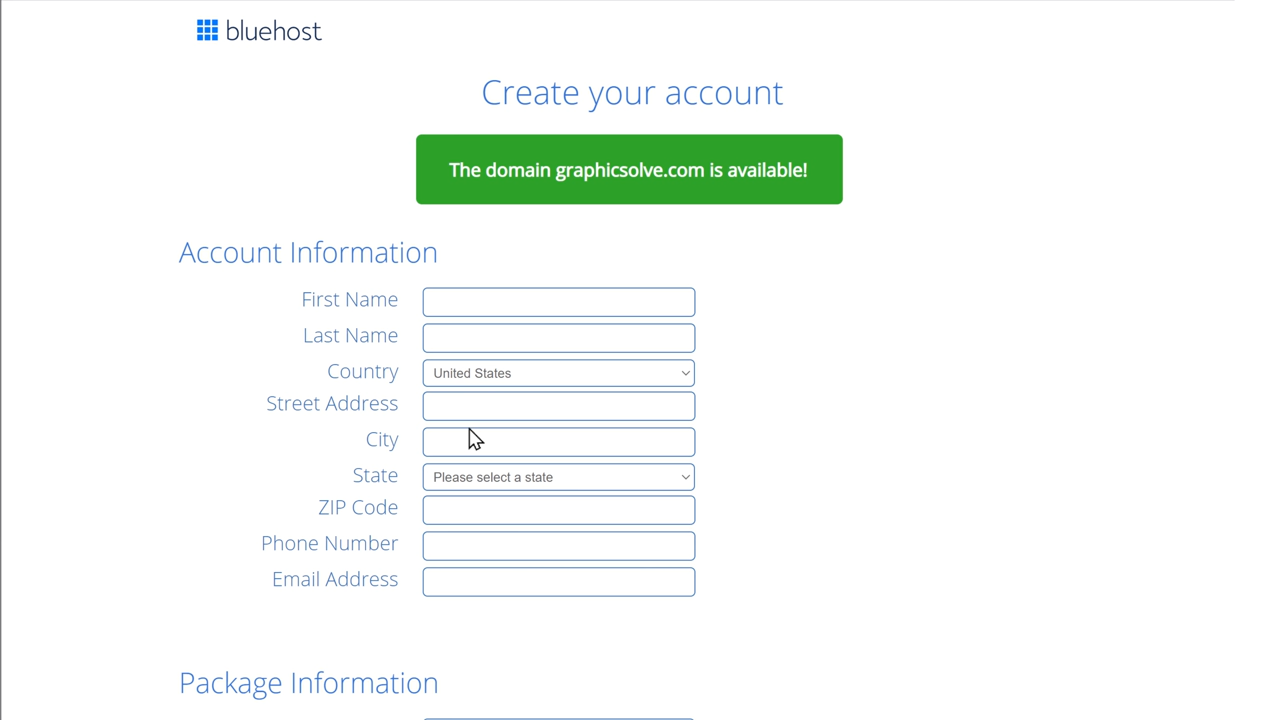 bluehost
Create your account
The domain graphicsolve.com is available!
Account Information
First Name
Last Name
Country United States
Street Address
City
State Please select a state
ZIP Code
Phone Number
Email Address
Package Information